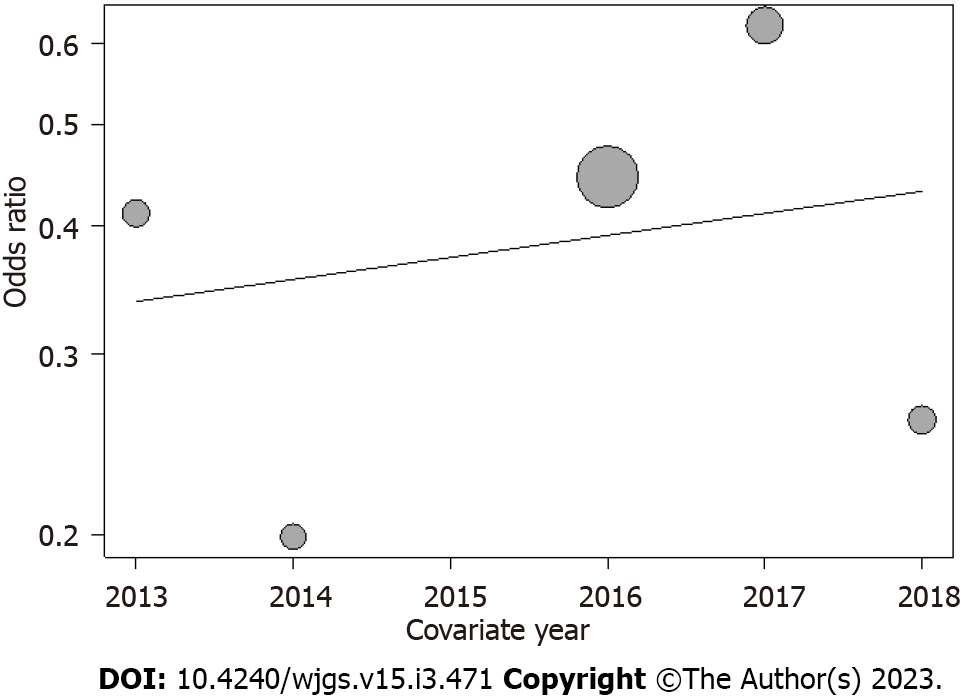 0.6
0.5
0.4
0.3
0.2
Odds ratio
2013 2014 2015 2016 2017 2018
Covariate year
DOI: 10.4240/wjgs.v15.i3.471 Copyright ©The Author(s) 2023.